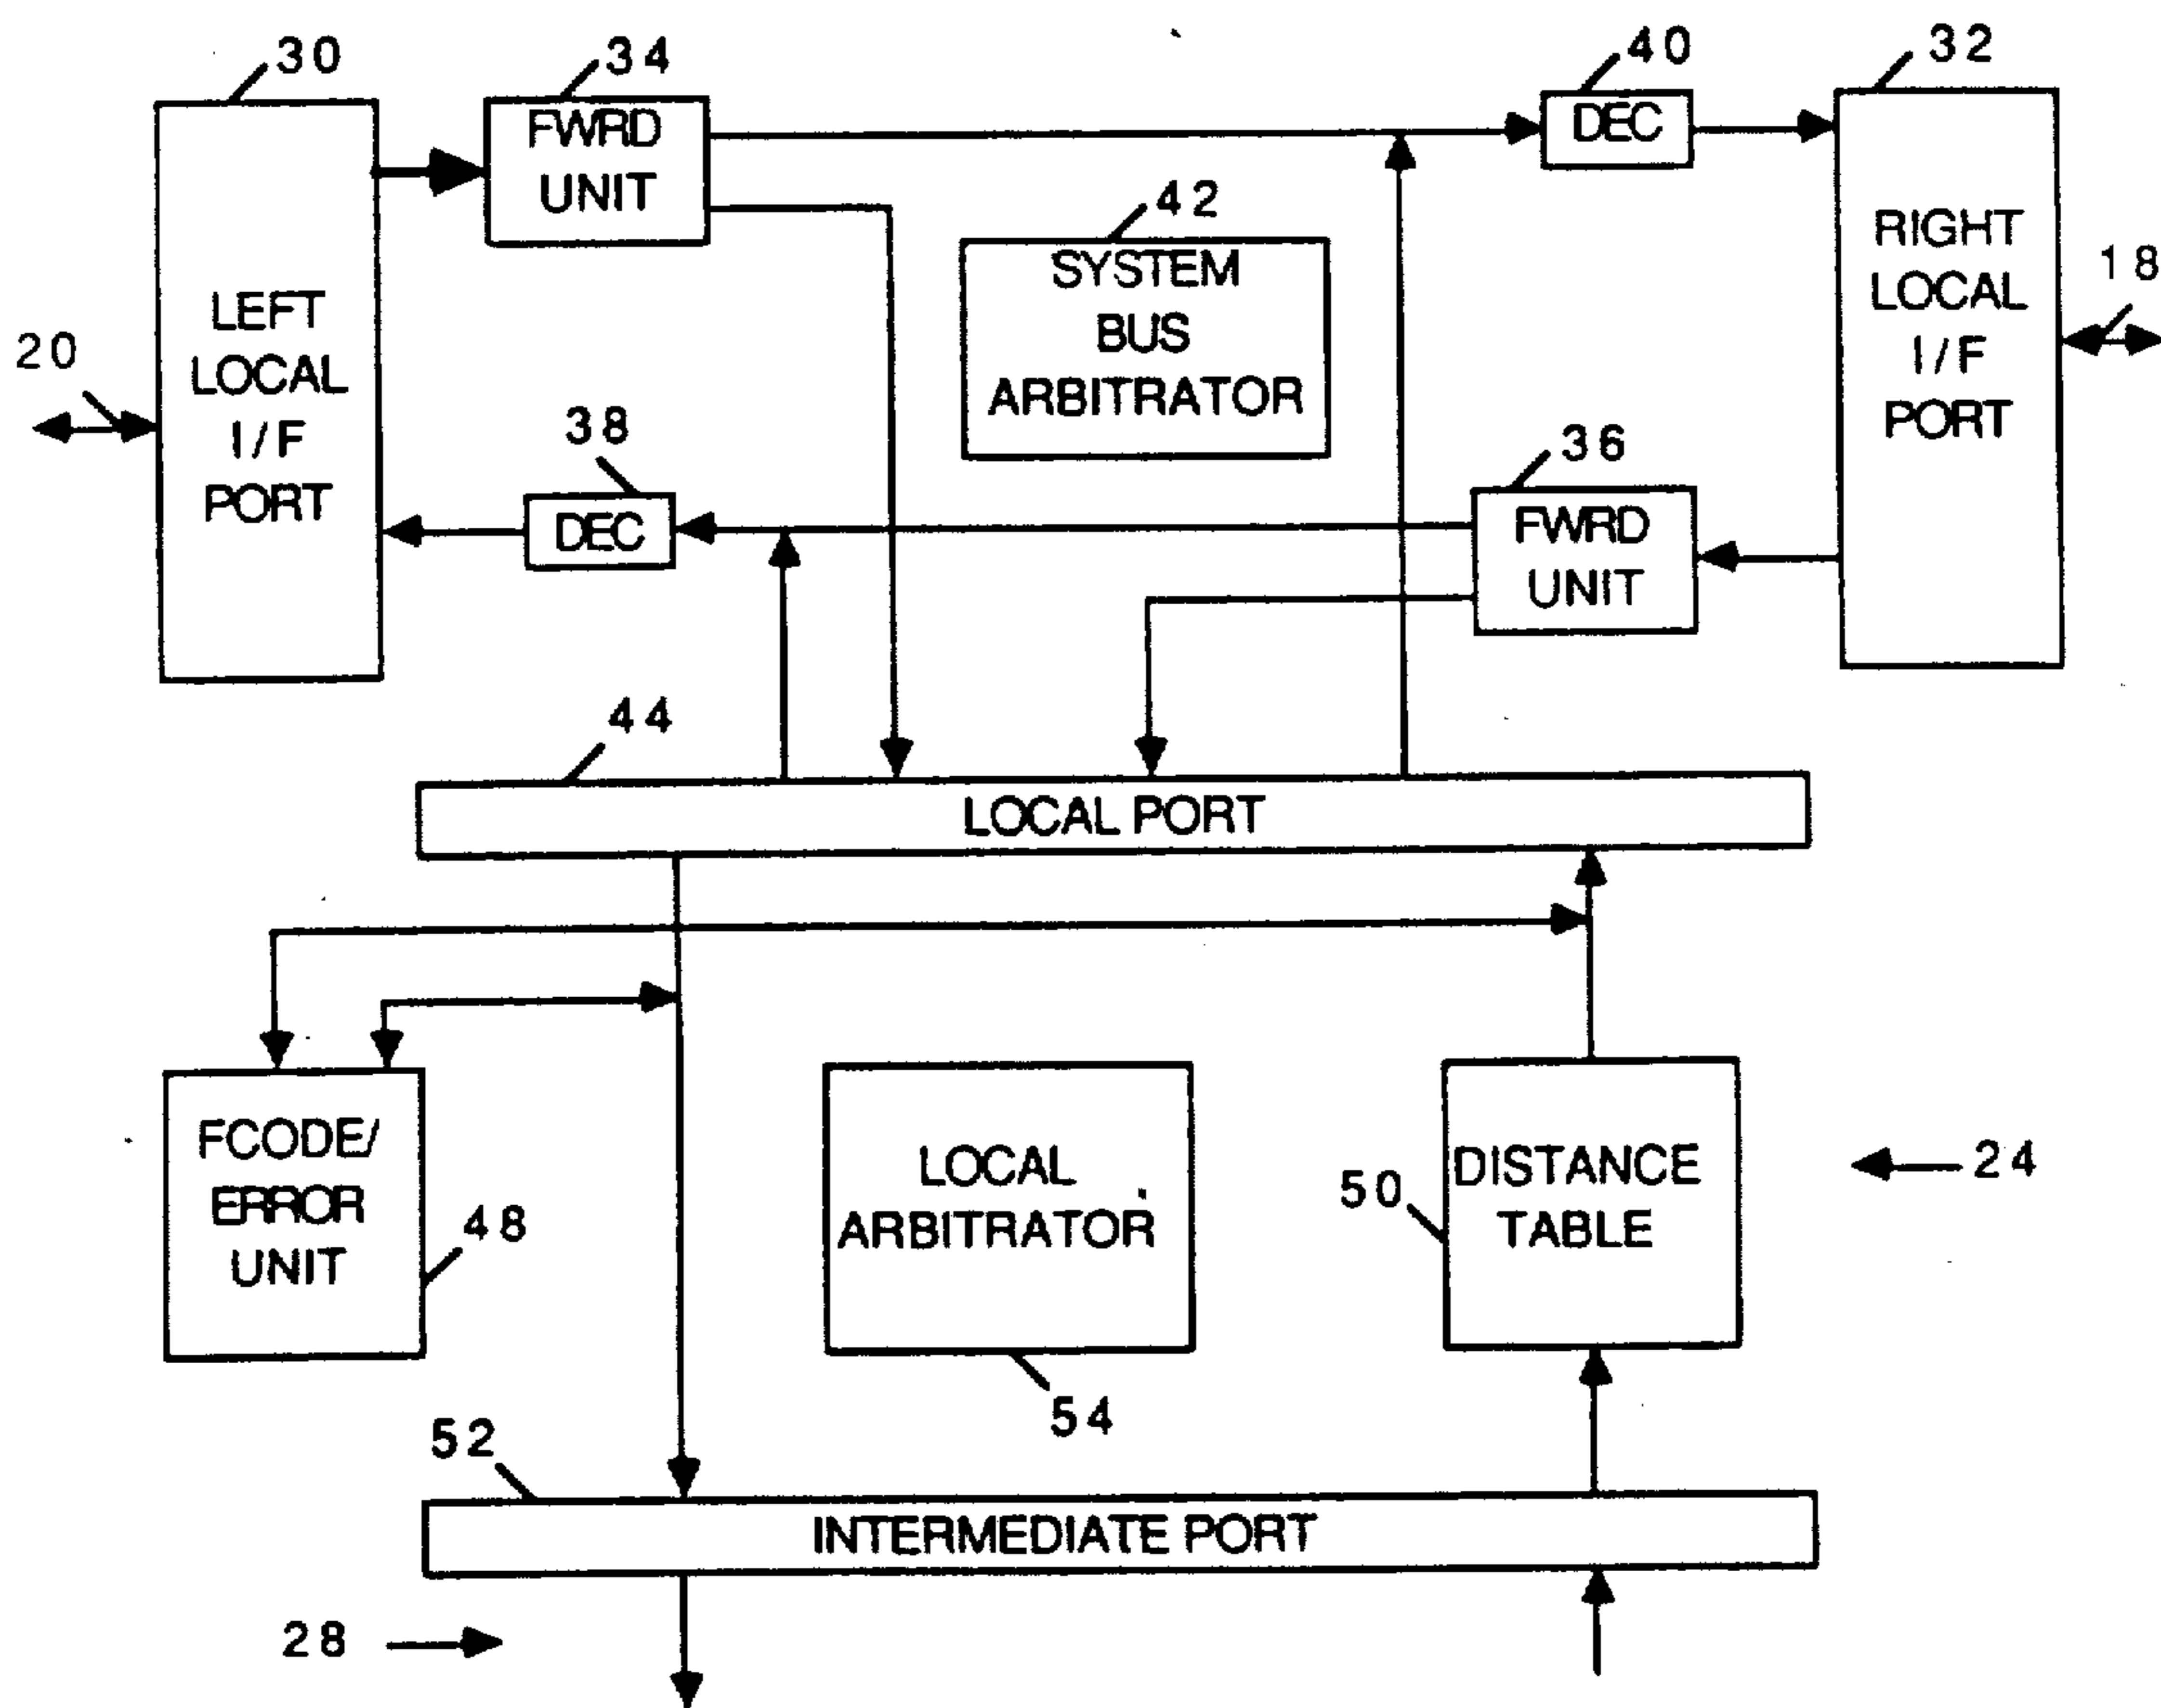 30
34
40
32
FWRD
UNIT
DEC
42
SYSTEM
BUS
ARBITRATOR
RIGHT
LOCAL
I/F
PORT
18
LEFT
LOCAL
I/F
PORT
20
38
DEC
36
FWRD
UNIT
44
LOCAL PORT
FCODE/
ERROR
UNIT
48
LOCAL
ARBITRATOR
54
50
DISTANCE
TABLE
24
52
INTERMEDIATE PORT
28